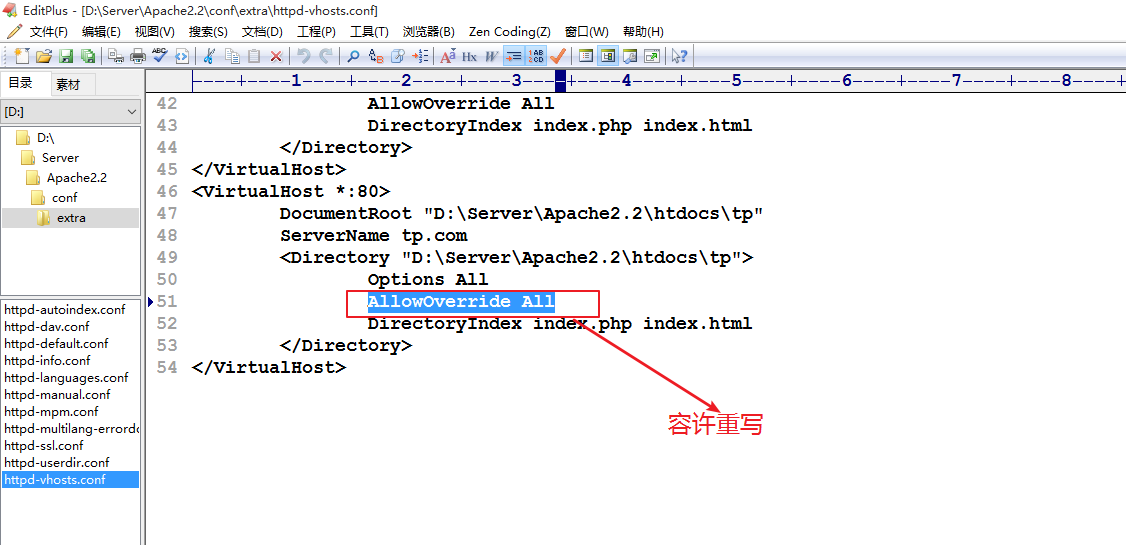 EditPlus - [D:\Server\Apache2.2\conf\extra\httpd-vhosts.conf]
文件(F) 编辑(E) 视图(V) 搜索(S) 文档(D) 工程(P) 工具(T) 浏览器(B) Zen Coding(Z) 窗口(W) 帮助(H)
目录 素材
[D:]
D:\
Server
Apache2.2
conf
extra
httpd-autoindex.conf
httpd-dav.conf
httpd-default.conf
httpd-info.conf
httpd-languages.conf
httpd-manual.conf
httpd-mpm.conf
httpd-multilang-errordo
httpd-ssl.conf
httpd-userdir.conf
httpd-vhosts.conf
----+----1----+----2----+----3----+----4----+----5----+----6----+----7----+----8----+
42 AllowOverride All
43 DirectoryIndex index.php index.html
44 </Directory>
45 </VirtualHost>
46 <VirtualHost *:80>
47 DocumentRoot "D:\Server\Apache2.2\htdocs\tp"
48 ServerName tp.com
49 <Directory "D:\Server\Apache2.2\htdocs\tp">
50 Options All
51 AllowOverride All
52 DirectoryIndex index.php index.html
53 </Directory>
54 </VirtualHost>
容许重写